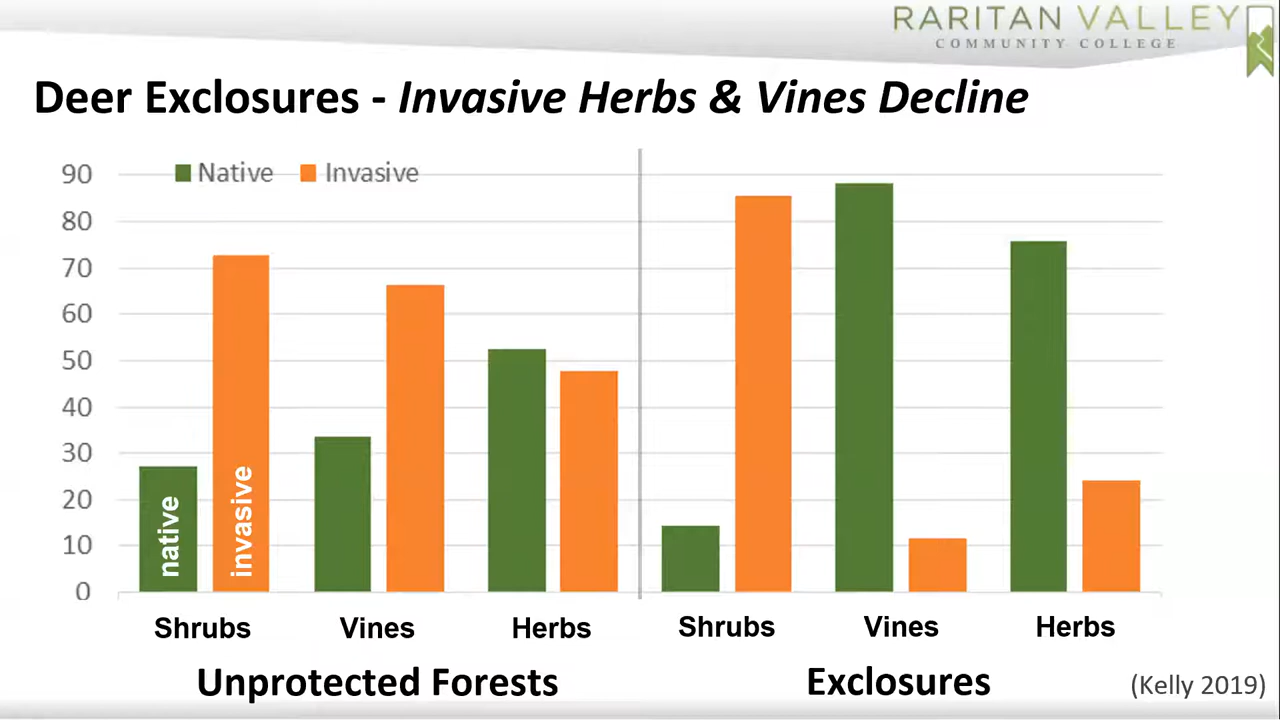 RARITAN VALLEY
COMMUNITY COLLEGE
Deer Exclosures - Invasive Herbs & Vines Decline
Native Invasive
90
80
70
60
50
40
30
20
10
0
native
invasive
Shrubs Vines Herbs Shrubs Vines Herbs
Unprotected Forests Exclosures (Kelly 2019)